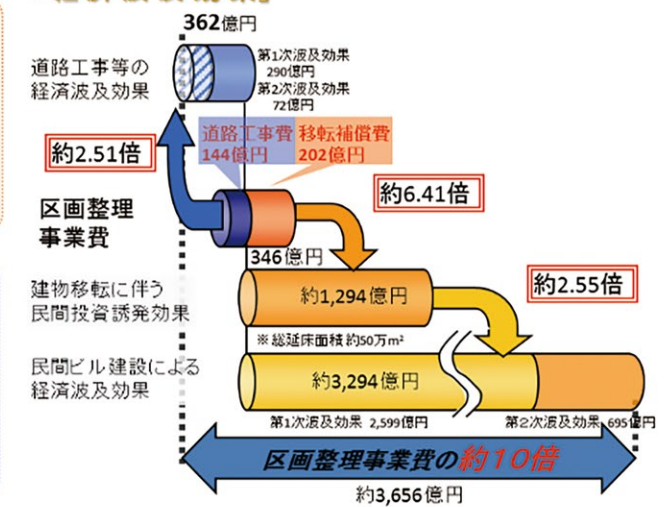 362億円
道路工事等の
経済波及効果
第1次波及効果
290億円
第2次波及効果
72億円
道路工事費
144億円
移転補償費
202億円
約2.51倍
約6.41倍
区画整理
事業費
346億円
建物移転に伴う
民間投資誘発効果
約1,294億円
約2.55倍
※総延床面積 約50万m²
民間ビル建設による
経済波及効果
約3,294億円
第1次波及効果 2,599億円
第2次波及効果 695億円
区画整理事業費の約10倍
約3,656億円